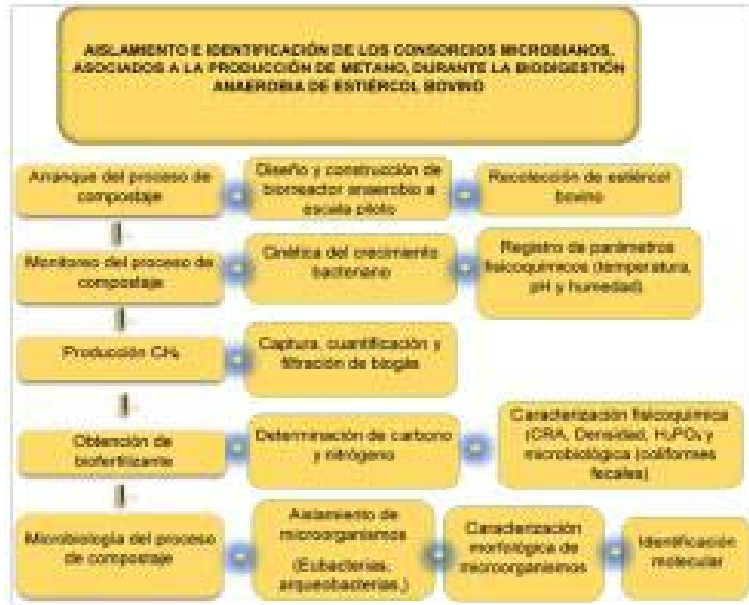 AISLAMIENTO E IDENTIFICACIÓN DE LOS CONSORCIOS MICROBIANOS,
ASOCIADOS A LA PRODUCCIÓN DE METANO, DURANTE LA BIODIGESTIÓN
ANAEROBIA DE ESTIÉRCOL BOVINO
Arranque del proceso de
compostaje
Diseño y construcción de
biorreactor anaerobio a
escala piloto
Recolección de estiércol
bovino
Monitoreo del proceso de
compostaje
Cinética del crecimiento
bacteriano
Registro de parámetros
fisicoquímicos (temperatura,
pH y humedad)
Producción CH₄
Captura, cuantificación y
filtración de biogás
Obtención de
biofertilizante
Determinación de carbono
y nitrógeno
Caracterización fisicoquímica
(CRA, Densidad, H₃PO₄ y
microbiológica (coliformes
fecales)
Microbiología del proceso
de compostaje
Aislamiento de
microorganismos
(Eubacterias,
arqueobacterias,)
Caracterización
morfológica de
microorganismos
Identificación
molecular